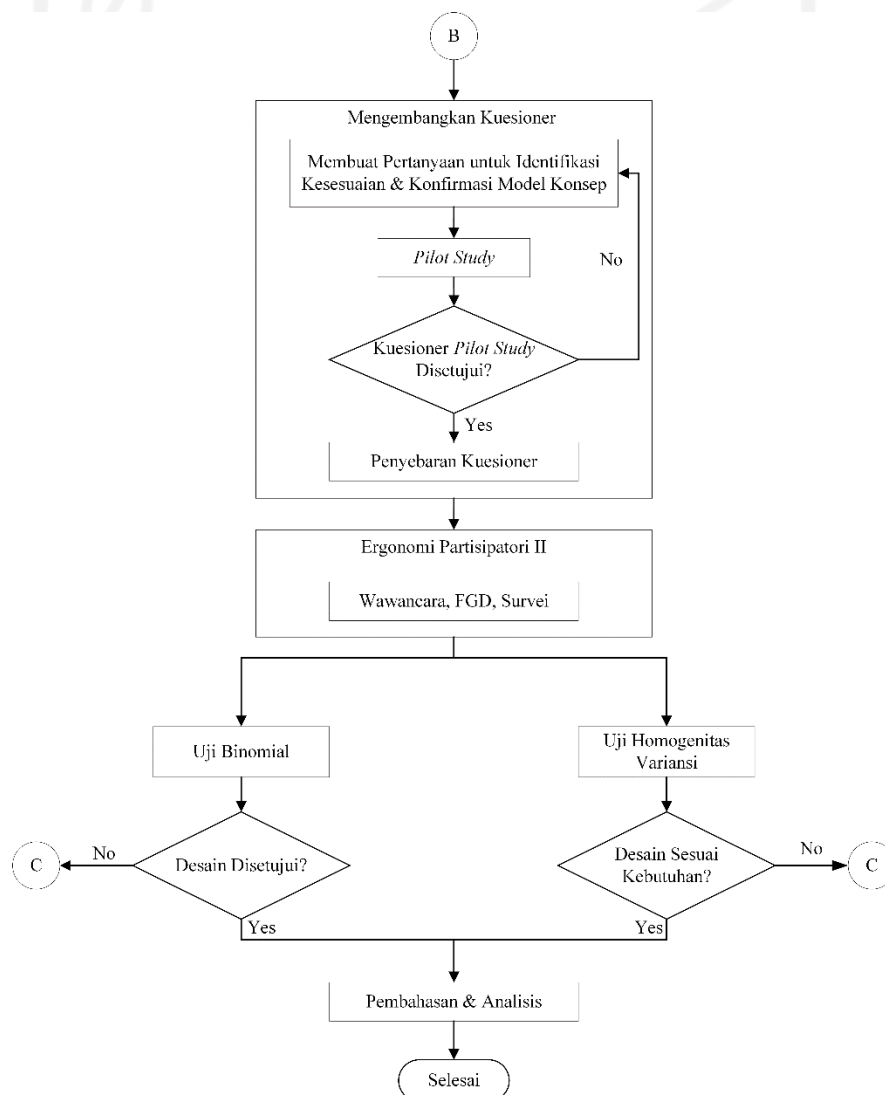 B
Mengembangkan Kuesioner
Membuat Pertanyaan untuk Identifikasi
Kesesuaian & Konfirmasi Model Konsep
Pilot Study
No
Kuesioner Pilot Study
Disetujui?
Yes
Penyebaran Kuesioner
Ergonomi Partisipatori II
Wawancara, FGD, Survei
Uji Binomial
Uji Homogenitas
Variansi
C
No
Desain Disetujui?
Desain Sesuai
Kebutuhan?
No
C
Yes
Yes
Pembahasan & Analisis
Selesai